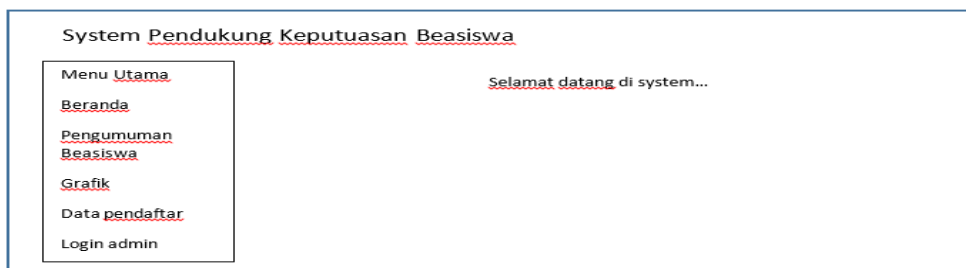 System Pendukung Keputuasan Beasiswa
Menu Utama
Selamat datang di system...
Beranda
Pengumuman
Beasiswa
Grafik
Data pendaftar
Login admin